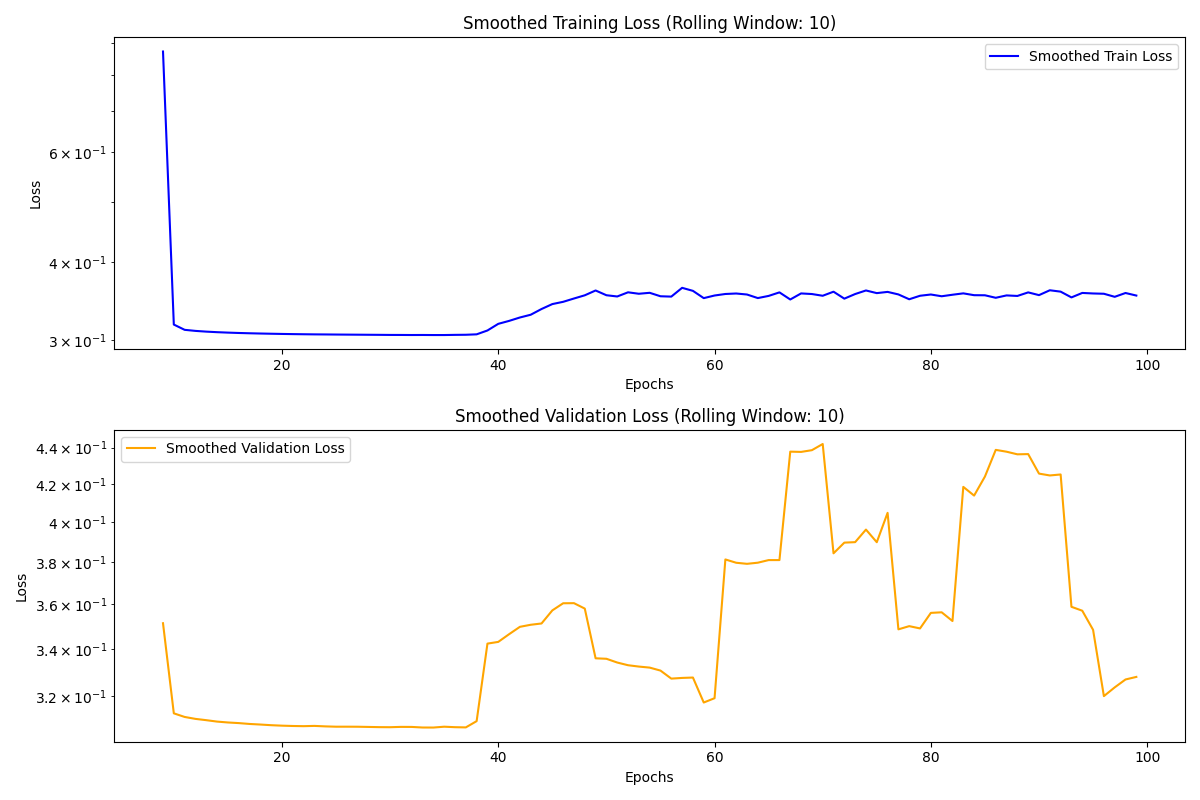 Smoothed Training Loss (Rolling Window: 10)
Smoothed Train Loss
6 × 10⁻¹
4 × 10⁻¹
3 × 10⁻¹
Loss
20 40 60 80 100
Epochs
Smoothed Validation Loss (Rolling Window: 10)
Smoothed Validation Loss
4.4 × 10⁻¹
4.2 × 10⁻¹
4 × 10⁻¹
3.8 × 10⁻¹
3.6 × 10⁻¹
3.4 × 10⁻¹
3.2 × 10⁻¹
Loss
20 40 60 80 100
Epochs